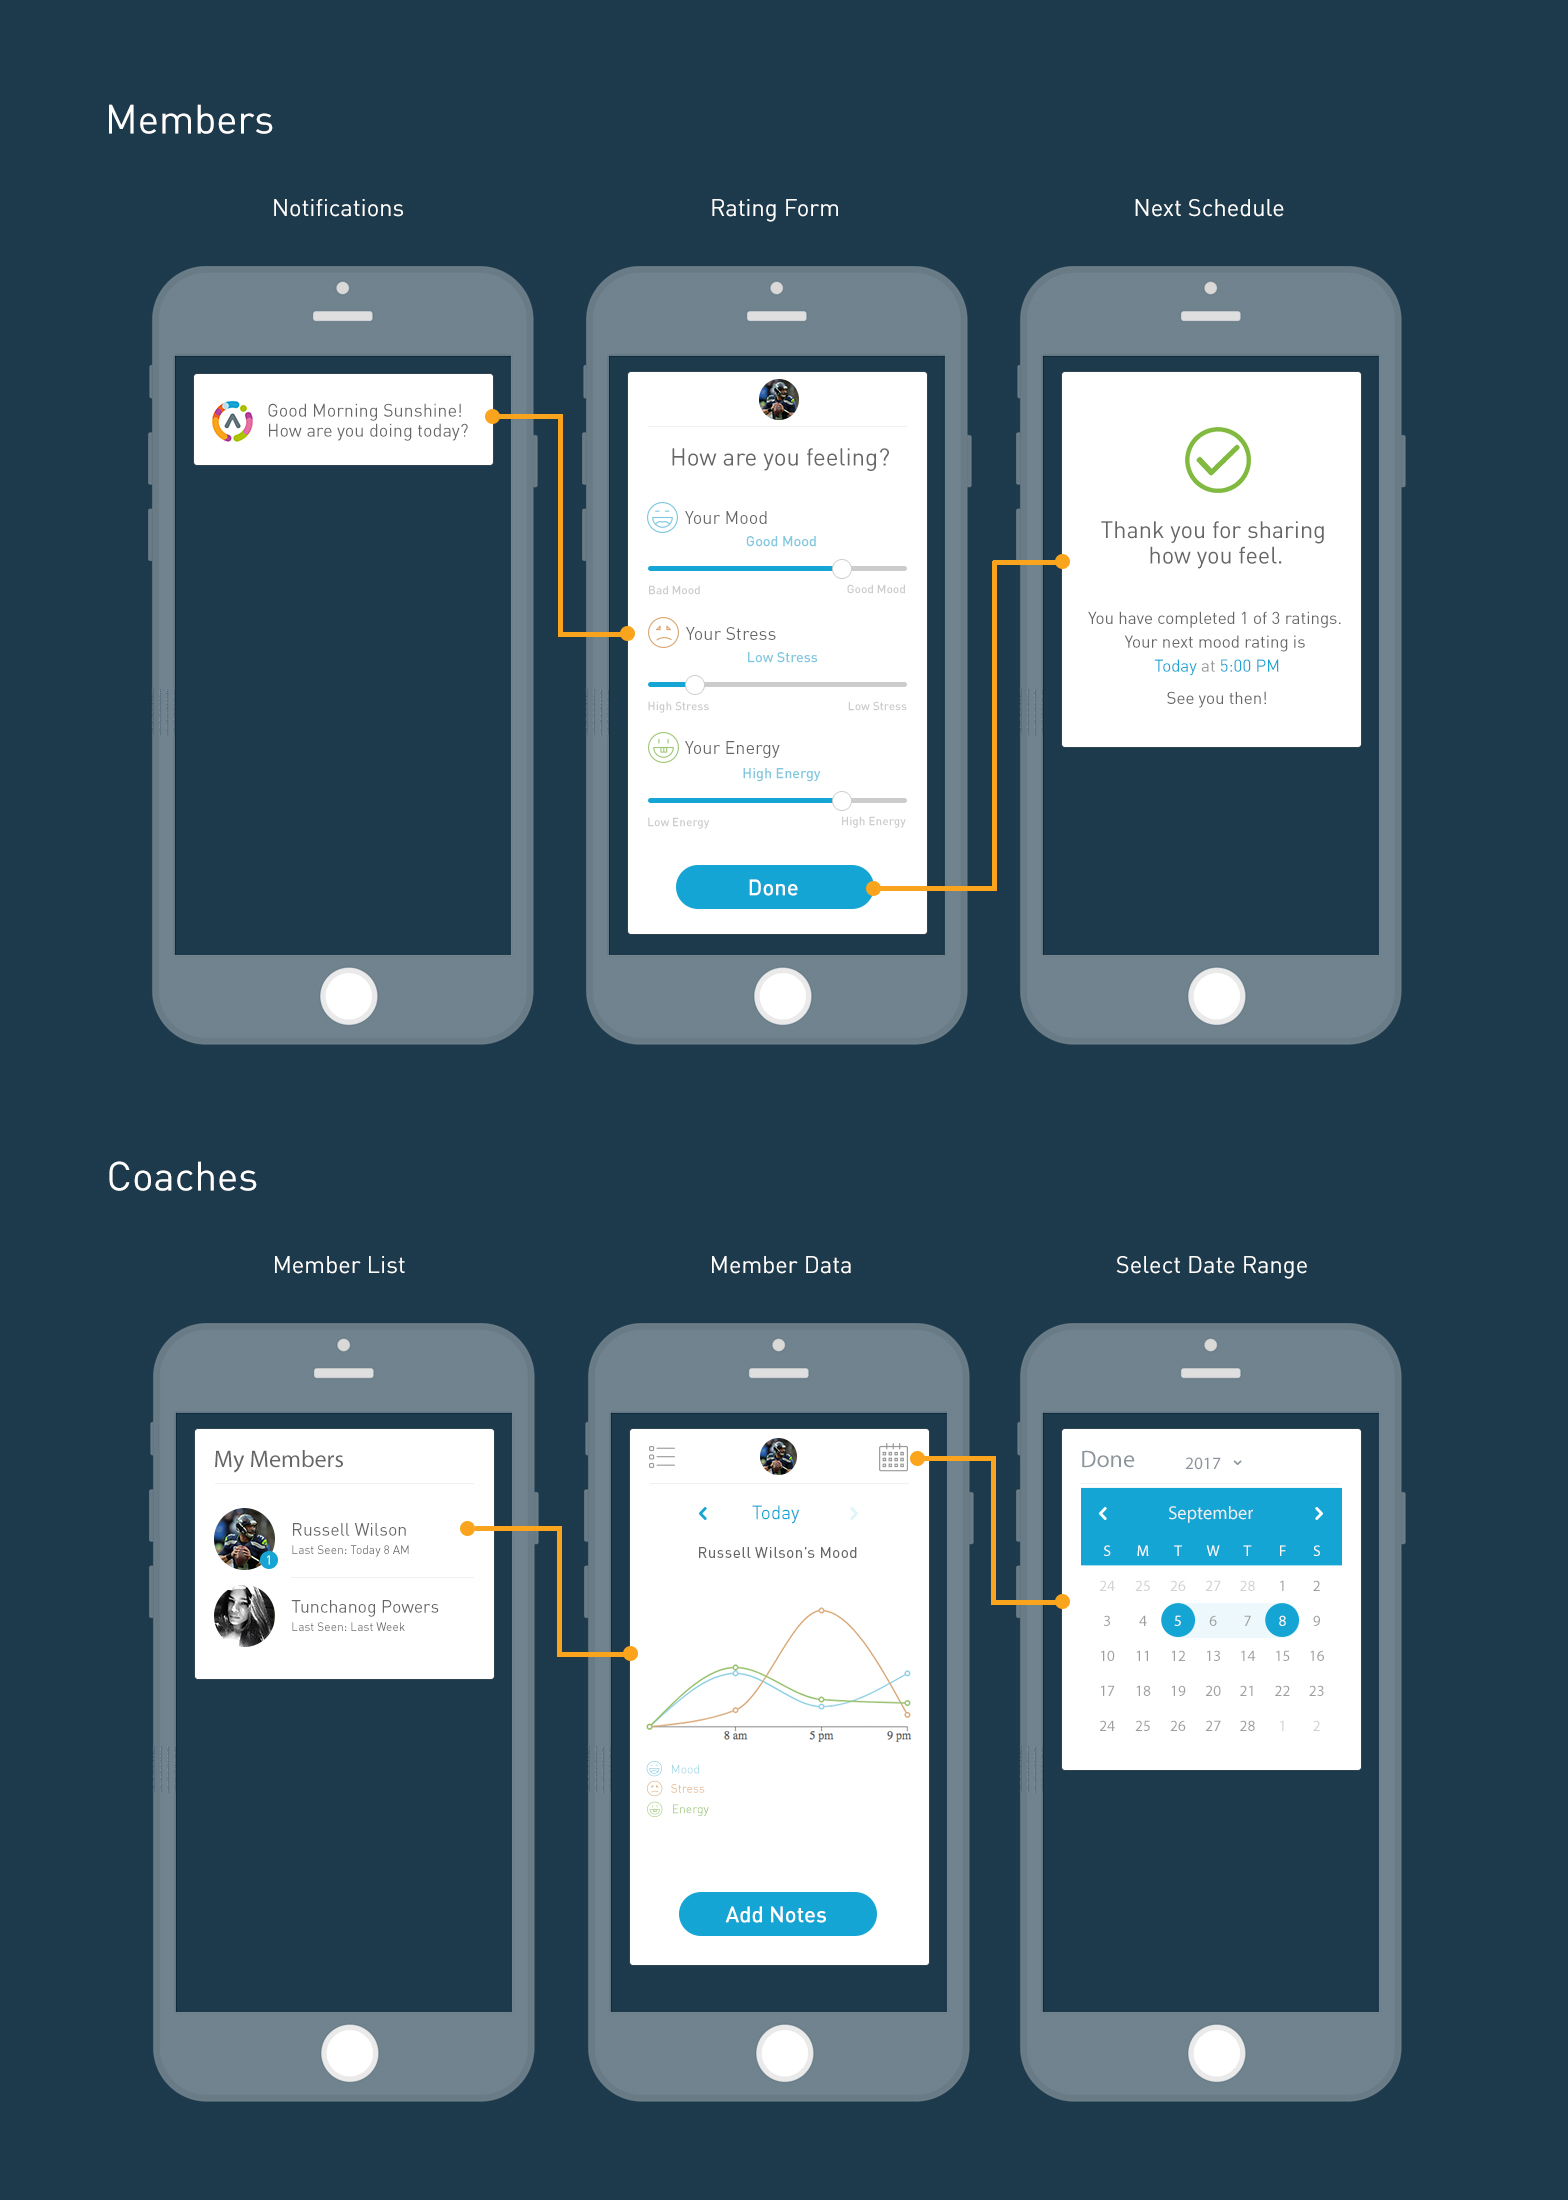 Members
Notifications
Rating Form
Next Schedule
Good Morning Sunshine!
How are you doing today?
How are you feeling?
Your Mood
Good Mood
Bad Mood
Good Mood
Your Stress
Low Stress
High Stress
Low Stress
Your Energy
High Energy
Low Energy
High Energy
Done
Thank you for sharing
how you feel.
You have completed 1 of 3 ratings.
Your next mood rating is
Today at 5:00 PM
See you then!
Coaches
Member List
Member Data
Select Date Range
My Members
Russell Wilson
Last Seen: Today 8 AM
1
Tunchanog Powers
Last Seen: Last Week
Today
Russell Wilson's Mood
8 am 5 pm 9 pm
Mood
Stress
Energy
Add Notes
Done 2017
September
S M T W T F S
24 25 26 27 28 1 2
3 4 5 6 7 8 9
10 11 12 13 14 15 16
17 18 19 20 21 22 23
24 25 26 27 28 1 2